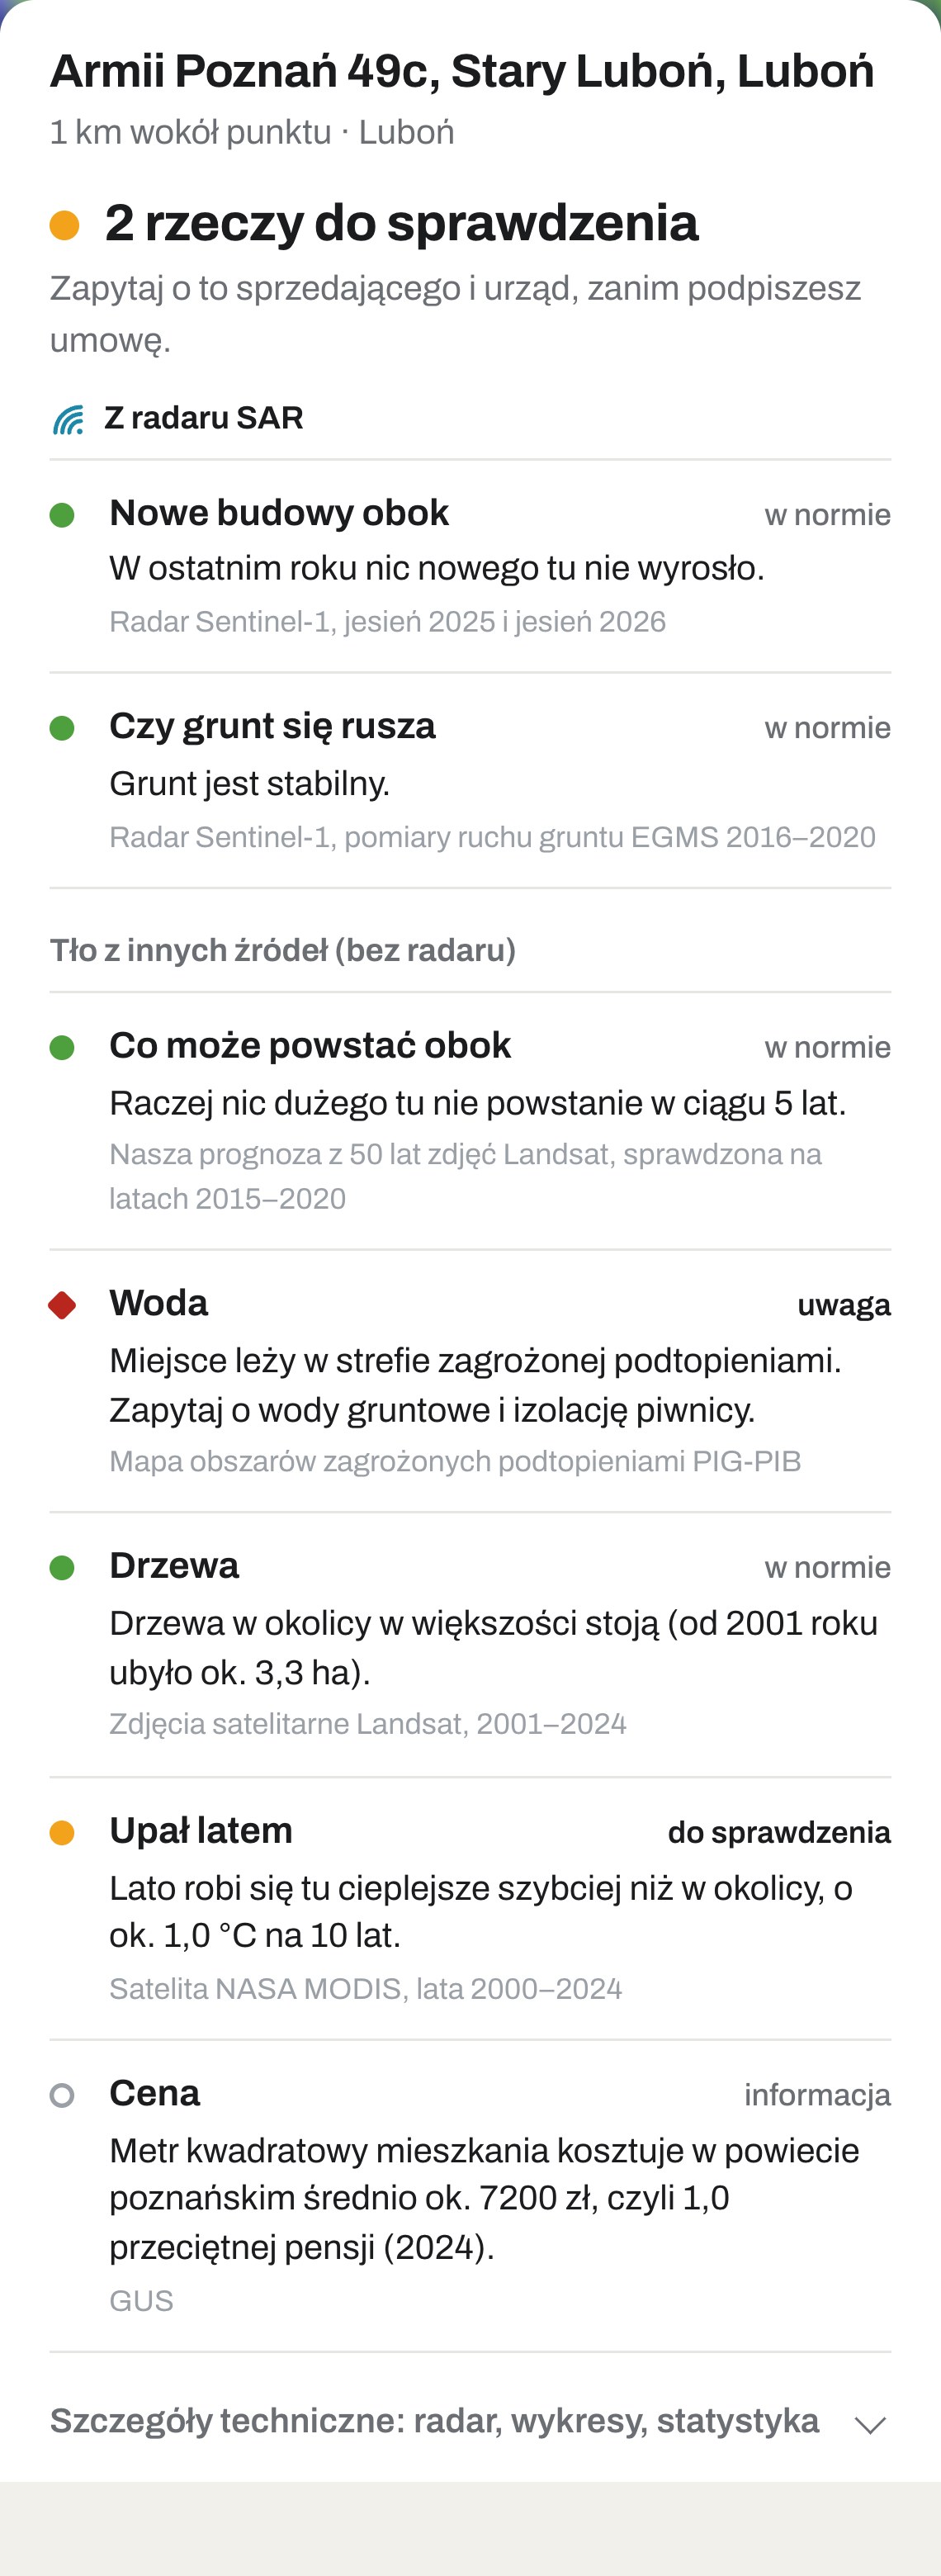 Armii Poznań 49c, Stary Luboń, Luboń
1 km wokół punktu · Luboń
2 rzeczy do sprawdzenia
Zapytaj o to sprzedającego i urząd, zanim podpiszesz
umowę.
Z radaru SAR
Nowe budowy obok w normie
W ostatnim roku nic nowego tu nie wyrosło.
Radar Sentinel-1, jesień 2025 i jesień 2026
Czy grunt się rusza w normie
Grunt jest stabilny.
Radar Sentinel-1, pomiary ruchu gruntu EGMS 2016–2020
Tło z innych źródeł (bez radaru)
Co może powstać obok w normie
Raczej nic dużego tu nie powstanie w ciągu 5 lat.
Nasza prognoza z 50 lat zdjęć Landsat, sprawdzona na
latach 2015–2020
Woda uwaga
Miejsce leży w strefie zagrożonej podtopieniami.
Zapytaj o wody gruntowe i izolację piwnicy.
Mapa obszarów zagrożonych podtopieniami PIG-PIB
Drzewa w normie
Drzewa w okolicy w większości stoją (od 2001 roku
ubyło ok. 3,3 ha).
Zdjęcia satelitarne Landsat, 2001–2024
Upał latem do sprawdzenia
Lato robi się tu cieplejsze szybciej niż w okolicy, o
ok. 1,0 °C na 10 lat.
Satelita NASA MODIS, lata 2000–2024
Cena informacja
Metr kwadratowy mieszkania kosztuje w powiecie
poznańskim średnio ok. 7200 zł, czyli 1,0
przeciętnej pensji (2024).
GUS
Szczegóły techniczne: radar, wykresy, statystyka